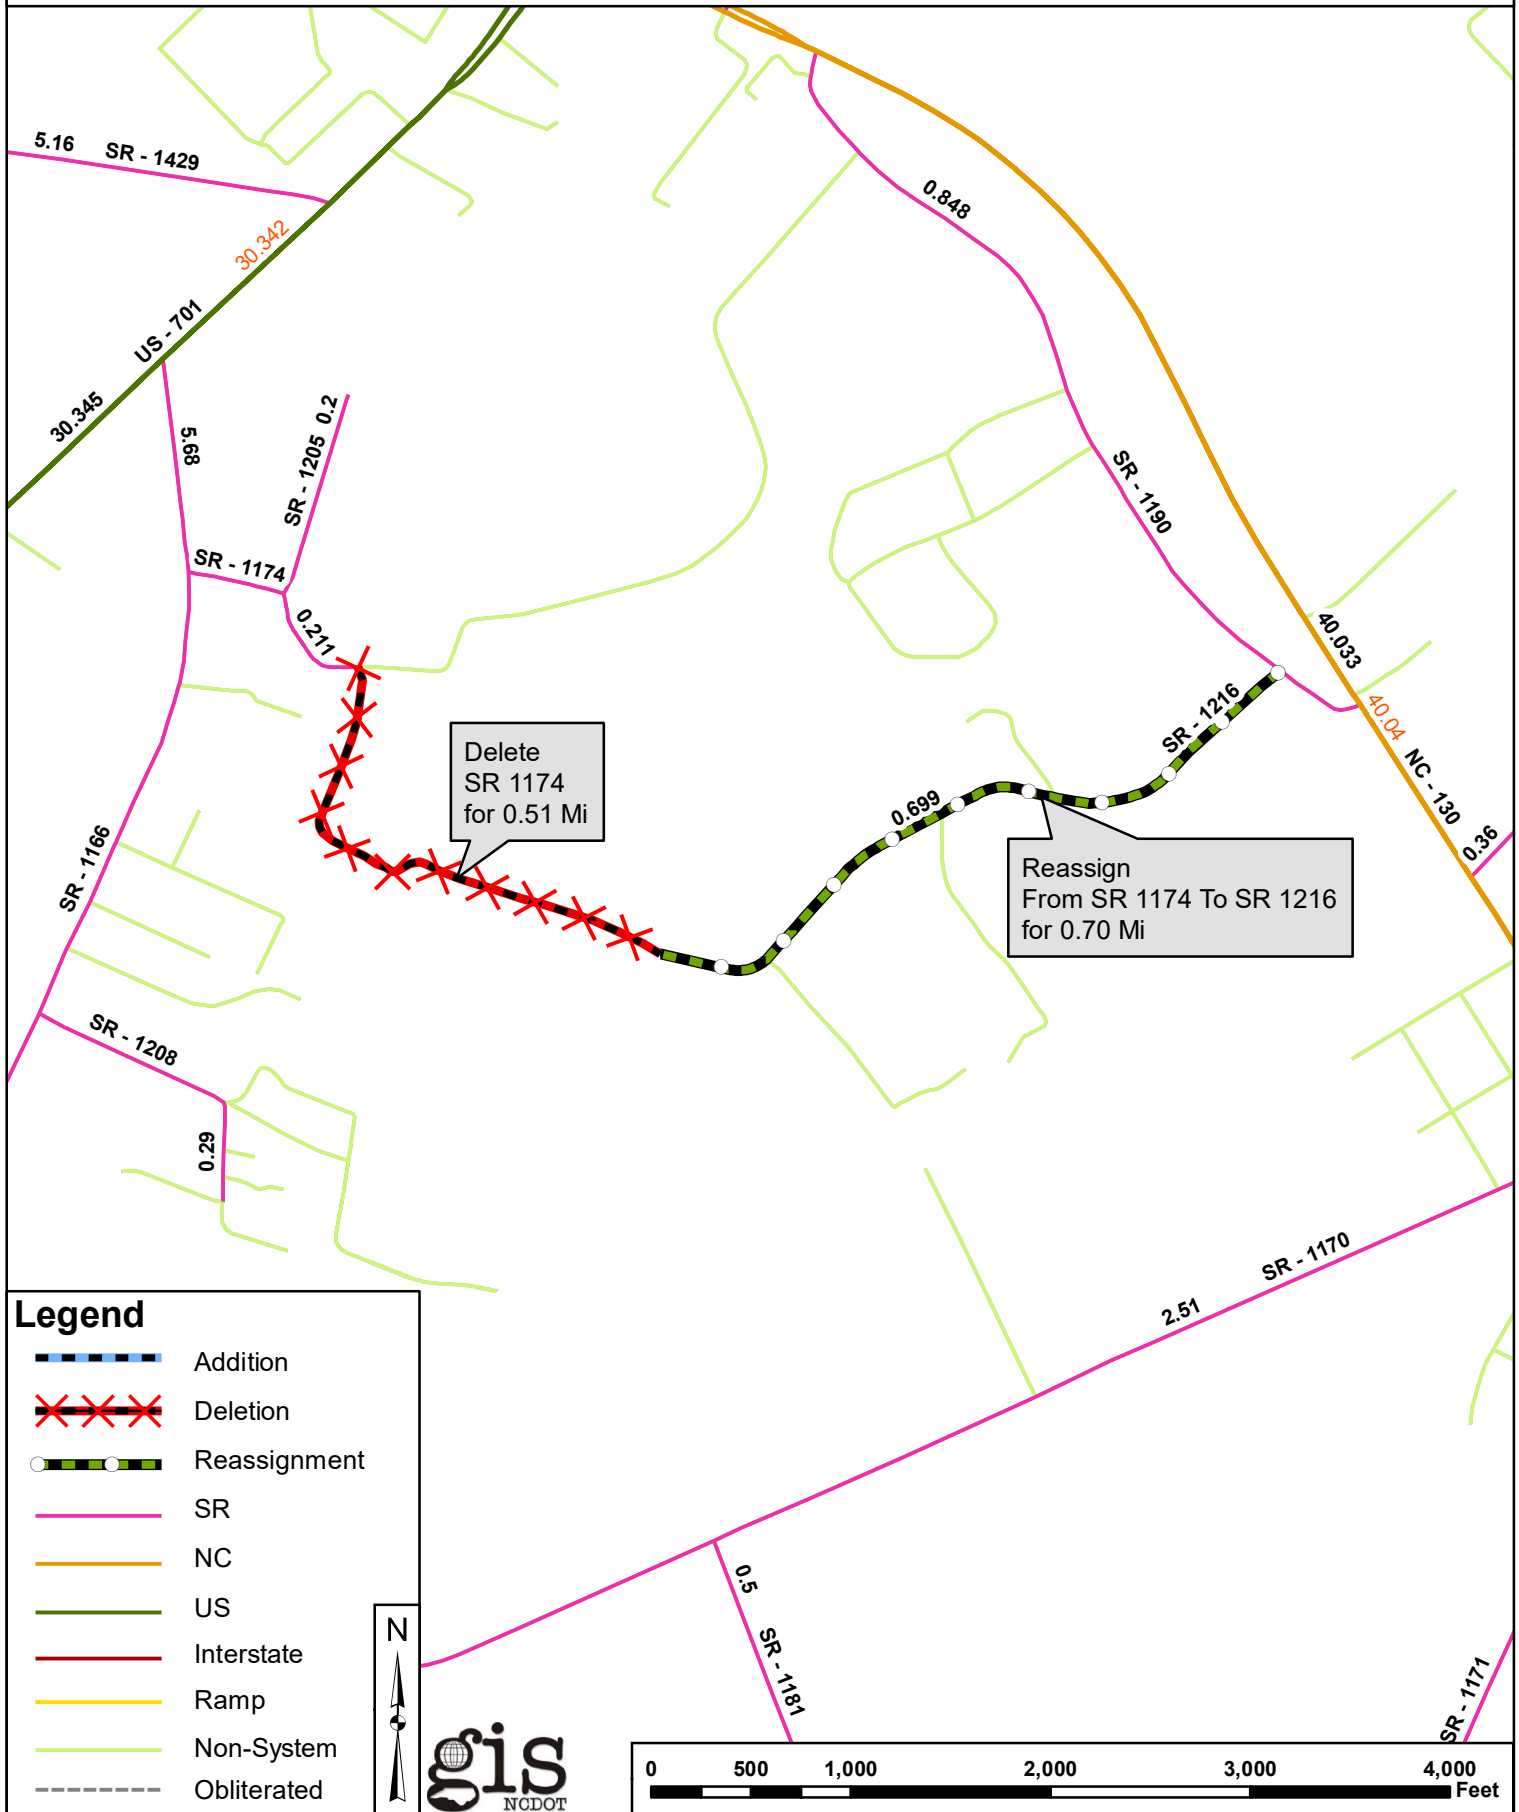 5.16 SR - 1429
0.848
30.342
US - 701
30.345
5.68
SR - 1205 0.2
SR - 1190
SR - 1174
0.211
40.033
SR - 1216
40.04
NC - 130
Delete
SR 1174
for 0.51 Mi
0.699
0.36
SR - 1166
Reassign
From SR 1174 To SR 1216
for 0.70 Mi
SR - 1208
0.29
SR - 1170
2.51
0.5
SR - 1181
SR - 1171
Legend
Addition
Deletion
Reassignment
SR
NC
US
Interstate
Ramp
Non-System
Obliterated
N
gis
NCDOT
0 500 1,000 2,000 3,000 4,000
Feet